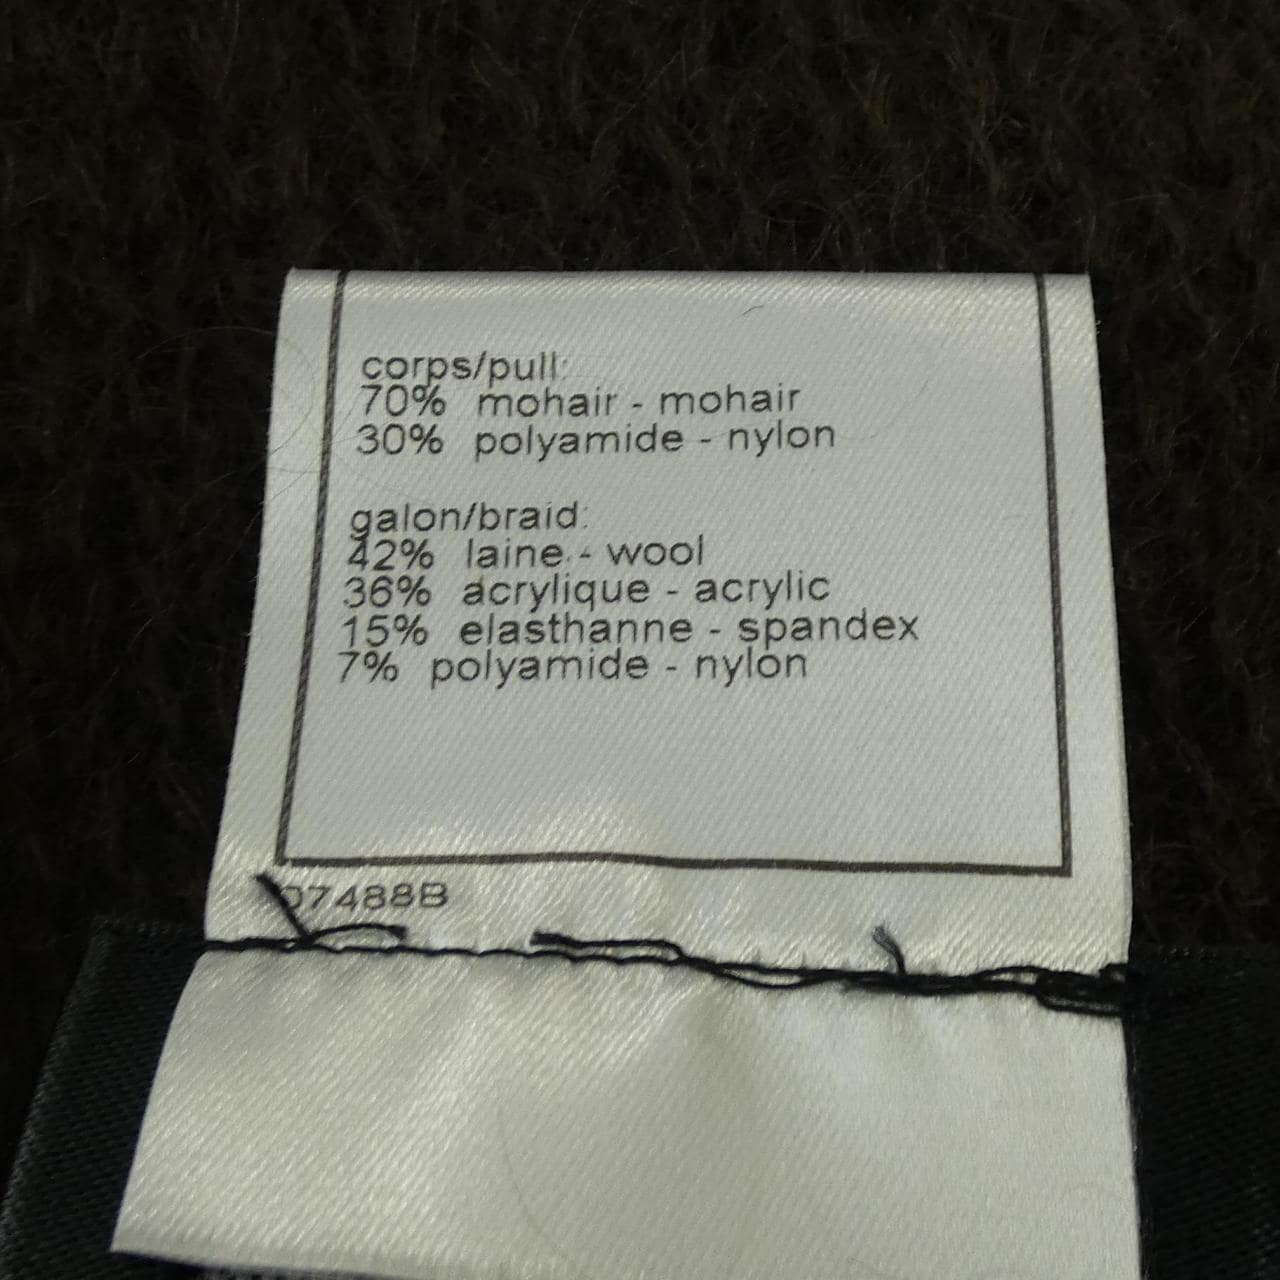 corps/pull:
70% mohair - mohair
30% polyamide - nylon
galon/braid:
42% laine - wool
36% acrylique - acrylic
15% elasthanne - spandex
7% polyamide - nylon
07488B